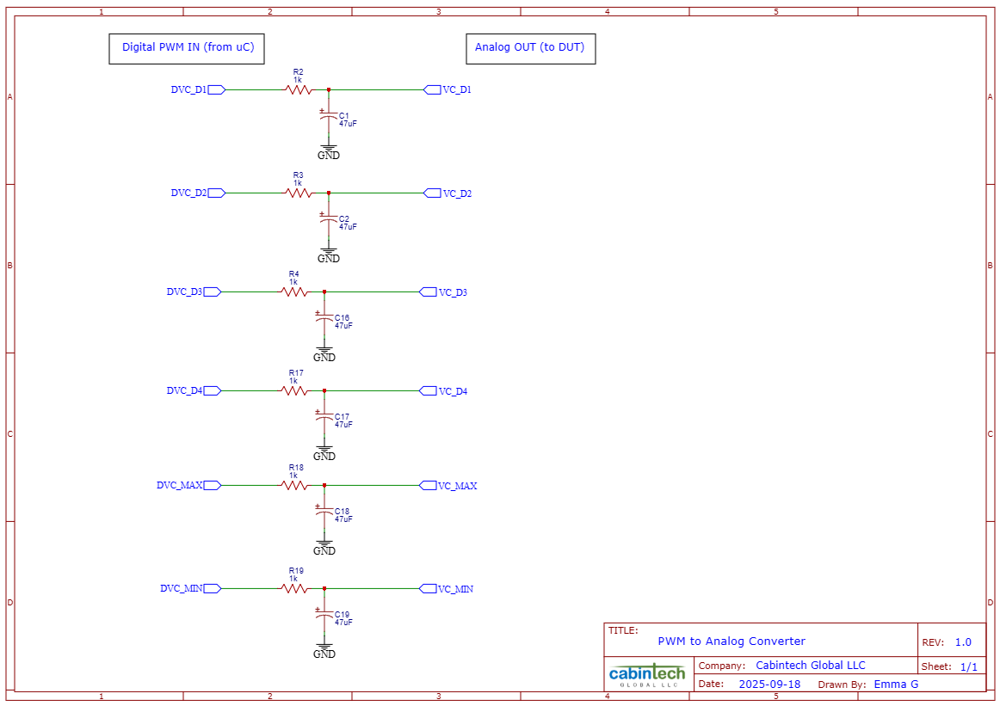 1 2 3 4 5
Digital PWM IN (from uC)
Analog OUT (to DUT)
R2
1k
DVC_D1
VC_D1
A
A
+
C1
47uF
GND
R3
1k
DVC_D2
VC_D2
+
C2
47uF
GND
B
B
R4
1k
DVC_D3
VC_D3
+
C16
47uF
GND
R17
1k
DVC_D4
VC_D4
+
C17
47uF
C
C
GND
R18
1k
DVC_MAX
VC_MAX
+
C18
47uF
GND
R19
1k
DVC_MIN
VC_MIN
D
D
+
C19
47uF
GND
TITLE:
PWM to Analog Converter
REV: 1.0
cabintech
GLOBAL LLC
Company: Cabintech Global LLC
Sheet: 1/1
Date: 2025-09-18 Drawn By: Emma G
1 2 3 4 5